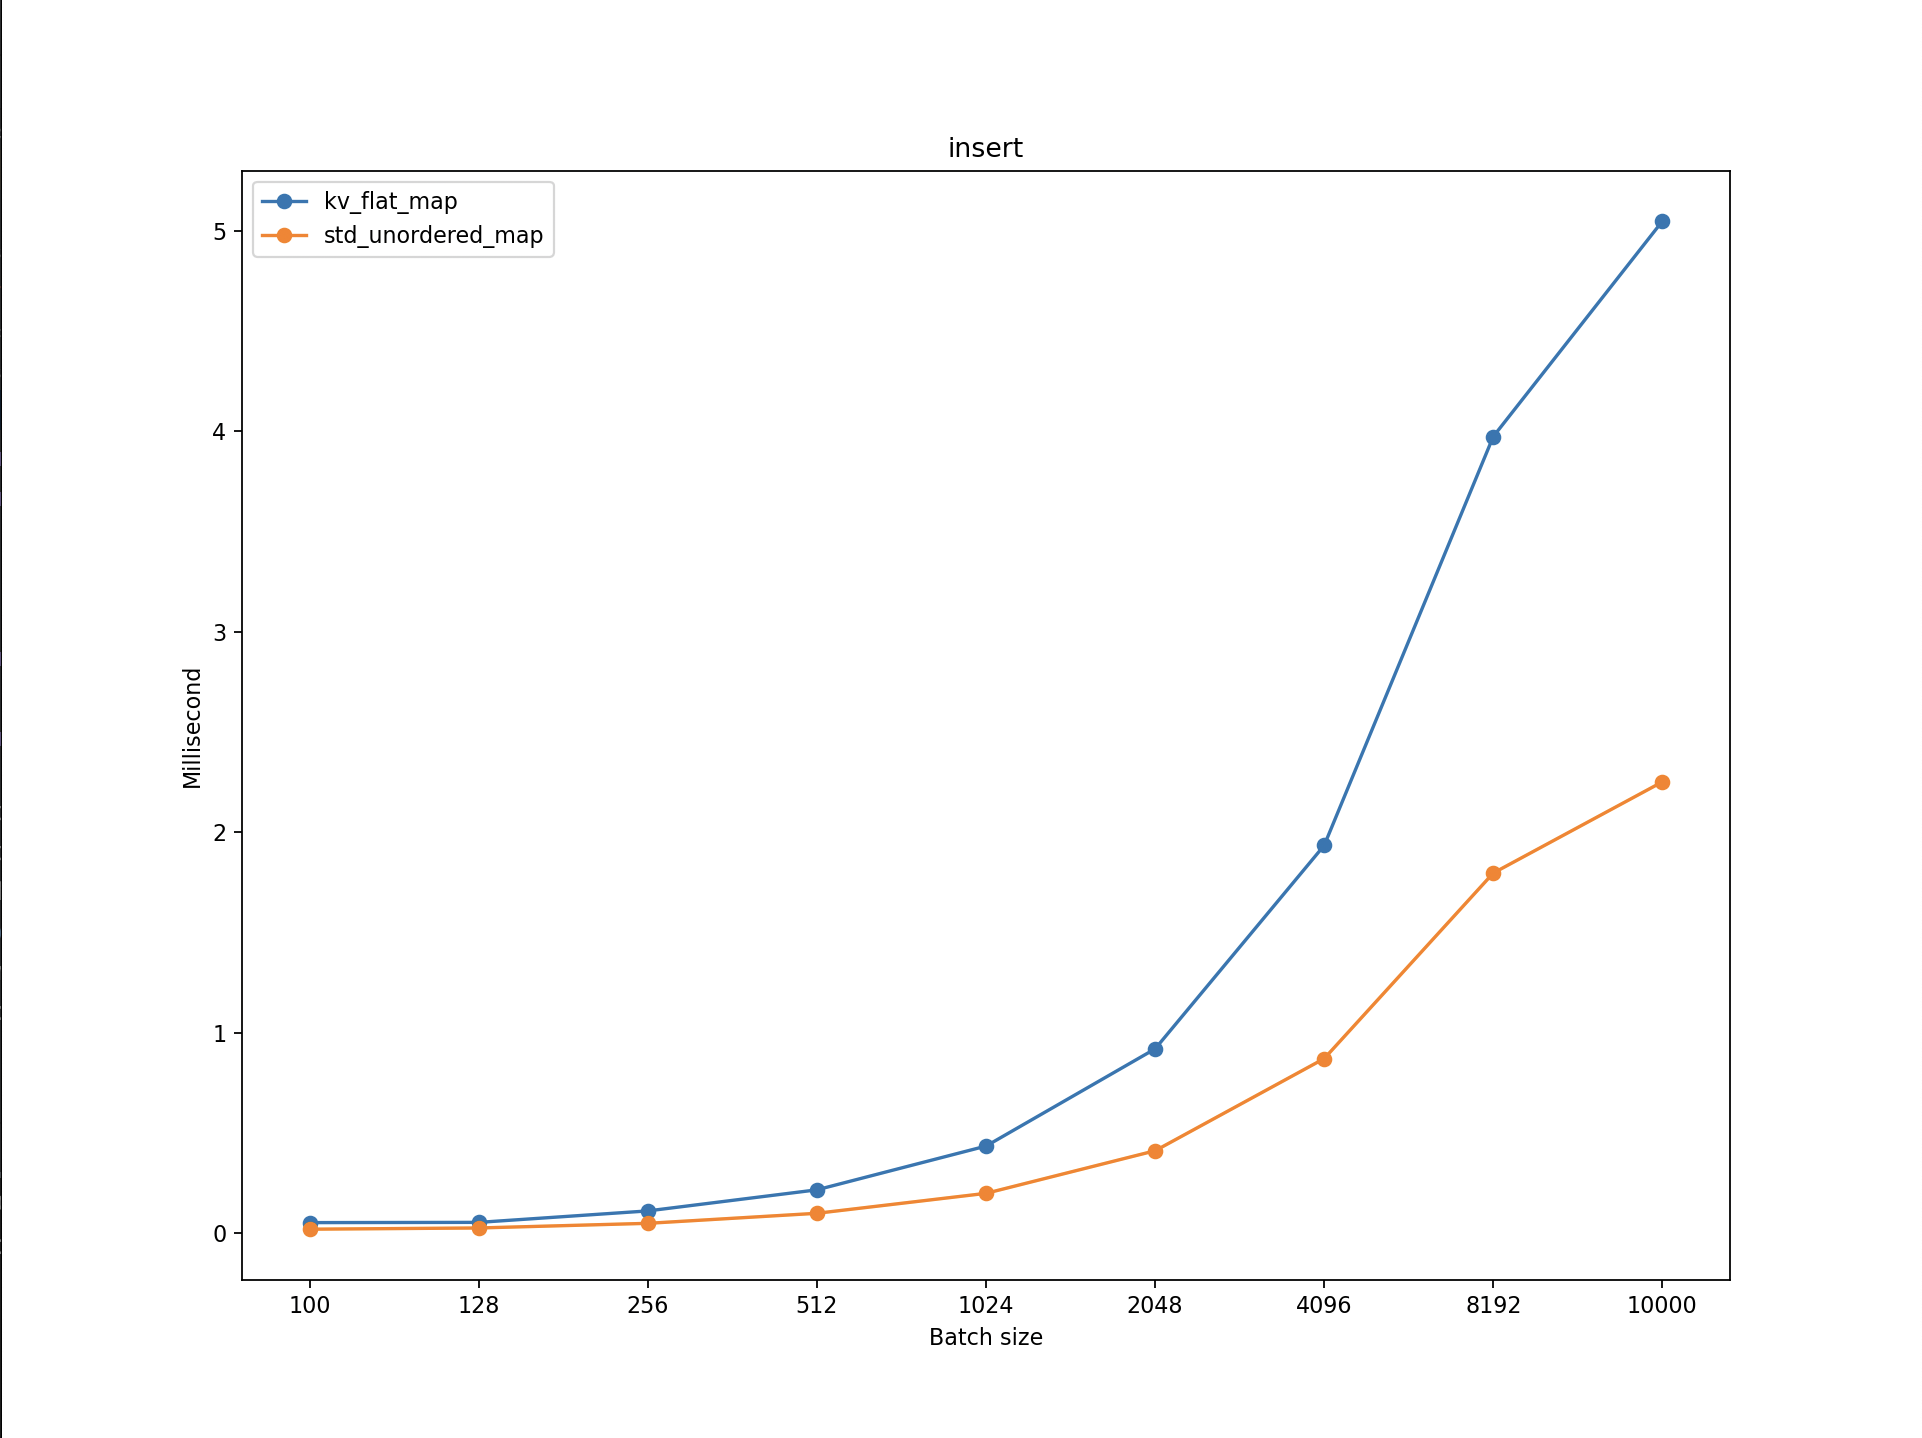 insert
kv_flat_map
std_unordered_map
5
4
3
2
1
0
Millisecond
100 128 256 512 1024 2048 4096 8192 10000
Batch size